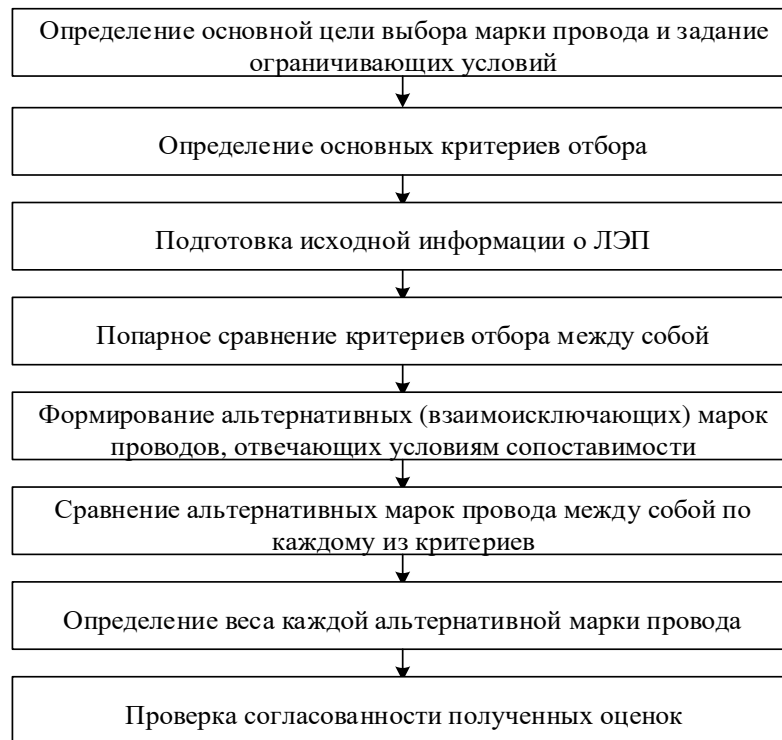 Определение основной цели выбора марки провода и задание
ограничивающих условий
Определение основных критериев отбора
Подготовка исходной информации о ЛЭП
Попарное сравнение критериев отбора между собой
Формирование альтернативных (взаимоисключающих) марок
проводов, отвечающих условиям сопоставимости
Сравнение альтернативных марок провода между собой по
каждому из критериев
Определение веса каждой альтернативной марки провода
Проверка согласованности полученных оценок